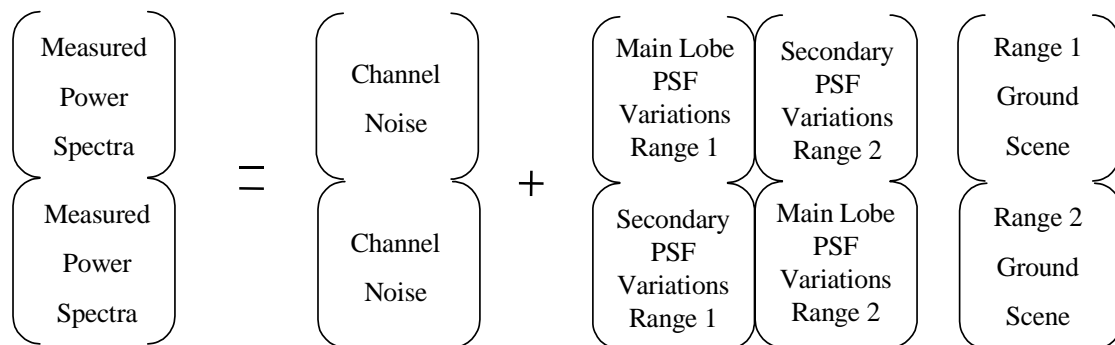 Measured
Power
Spectra
Measured
Power
Spectra
=
Channel
Noise
Channel
Noise
+
Main Lobe
PSF
Variations
Range 1
Secondary
PSF
Variations
Range 2
Secondary
PSF
Variations
Range 1
Main Lobe
PSF
Variations
Range 2
Range 1
Ground
Scene
Range 2
Ground
Scene